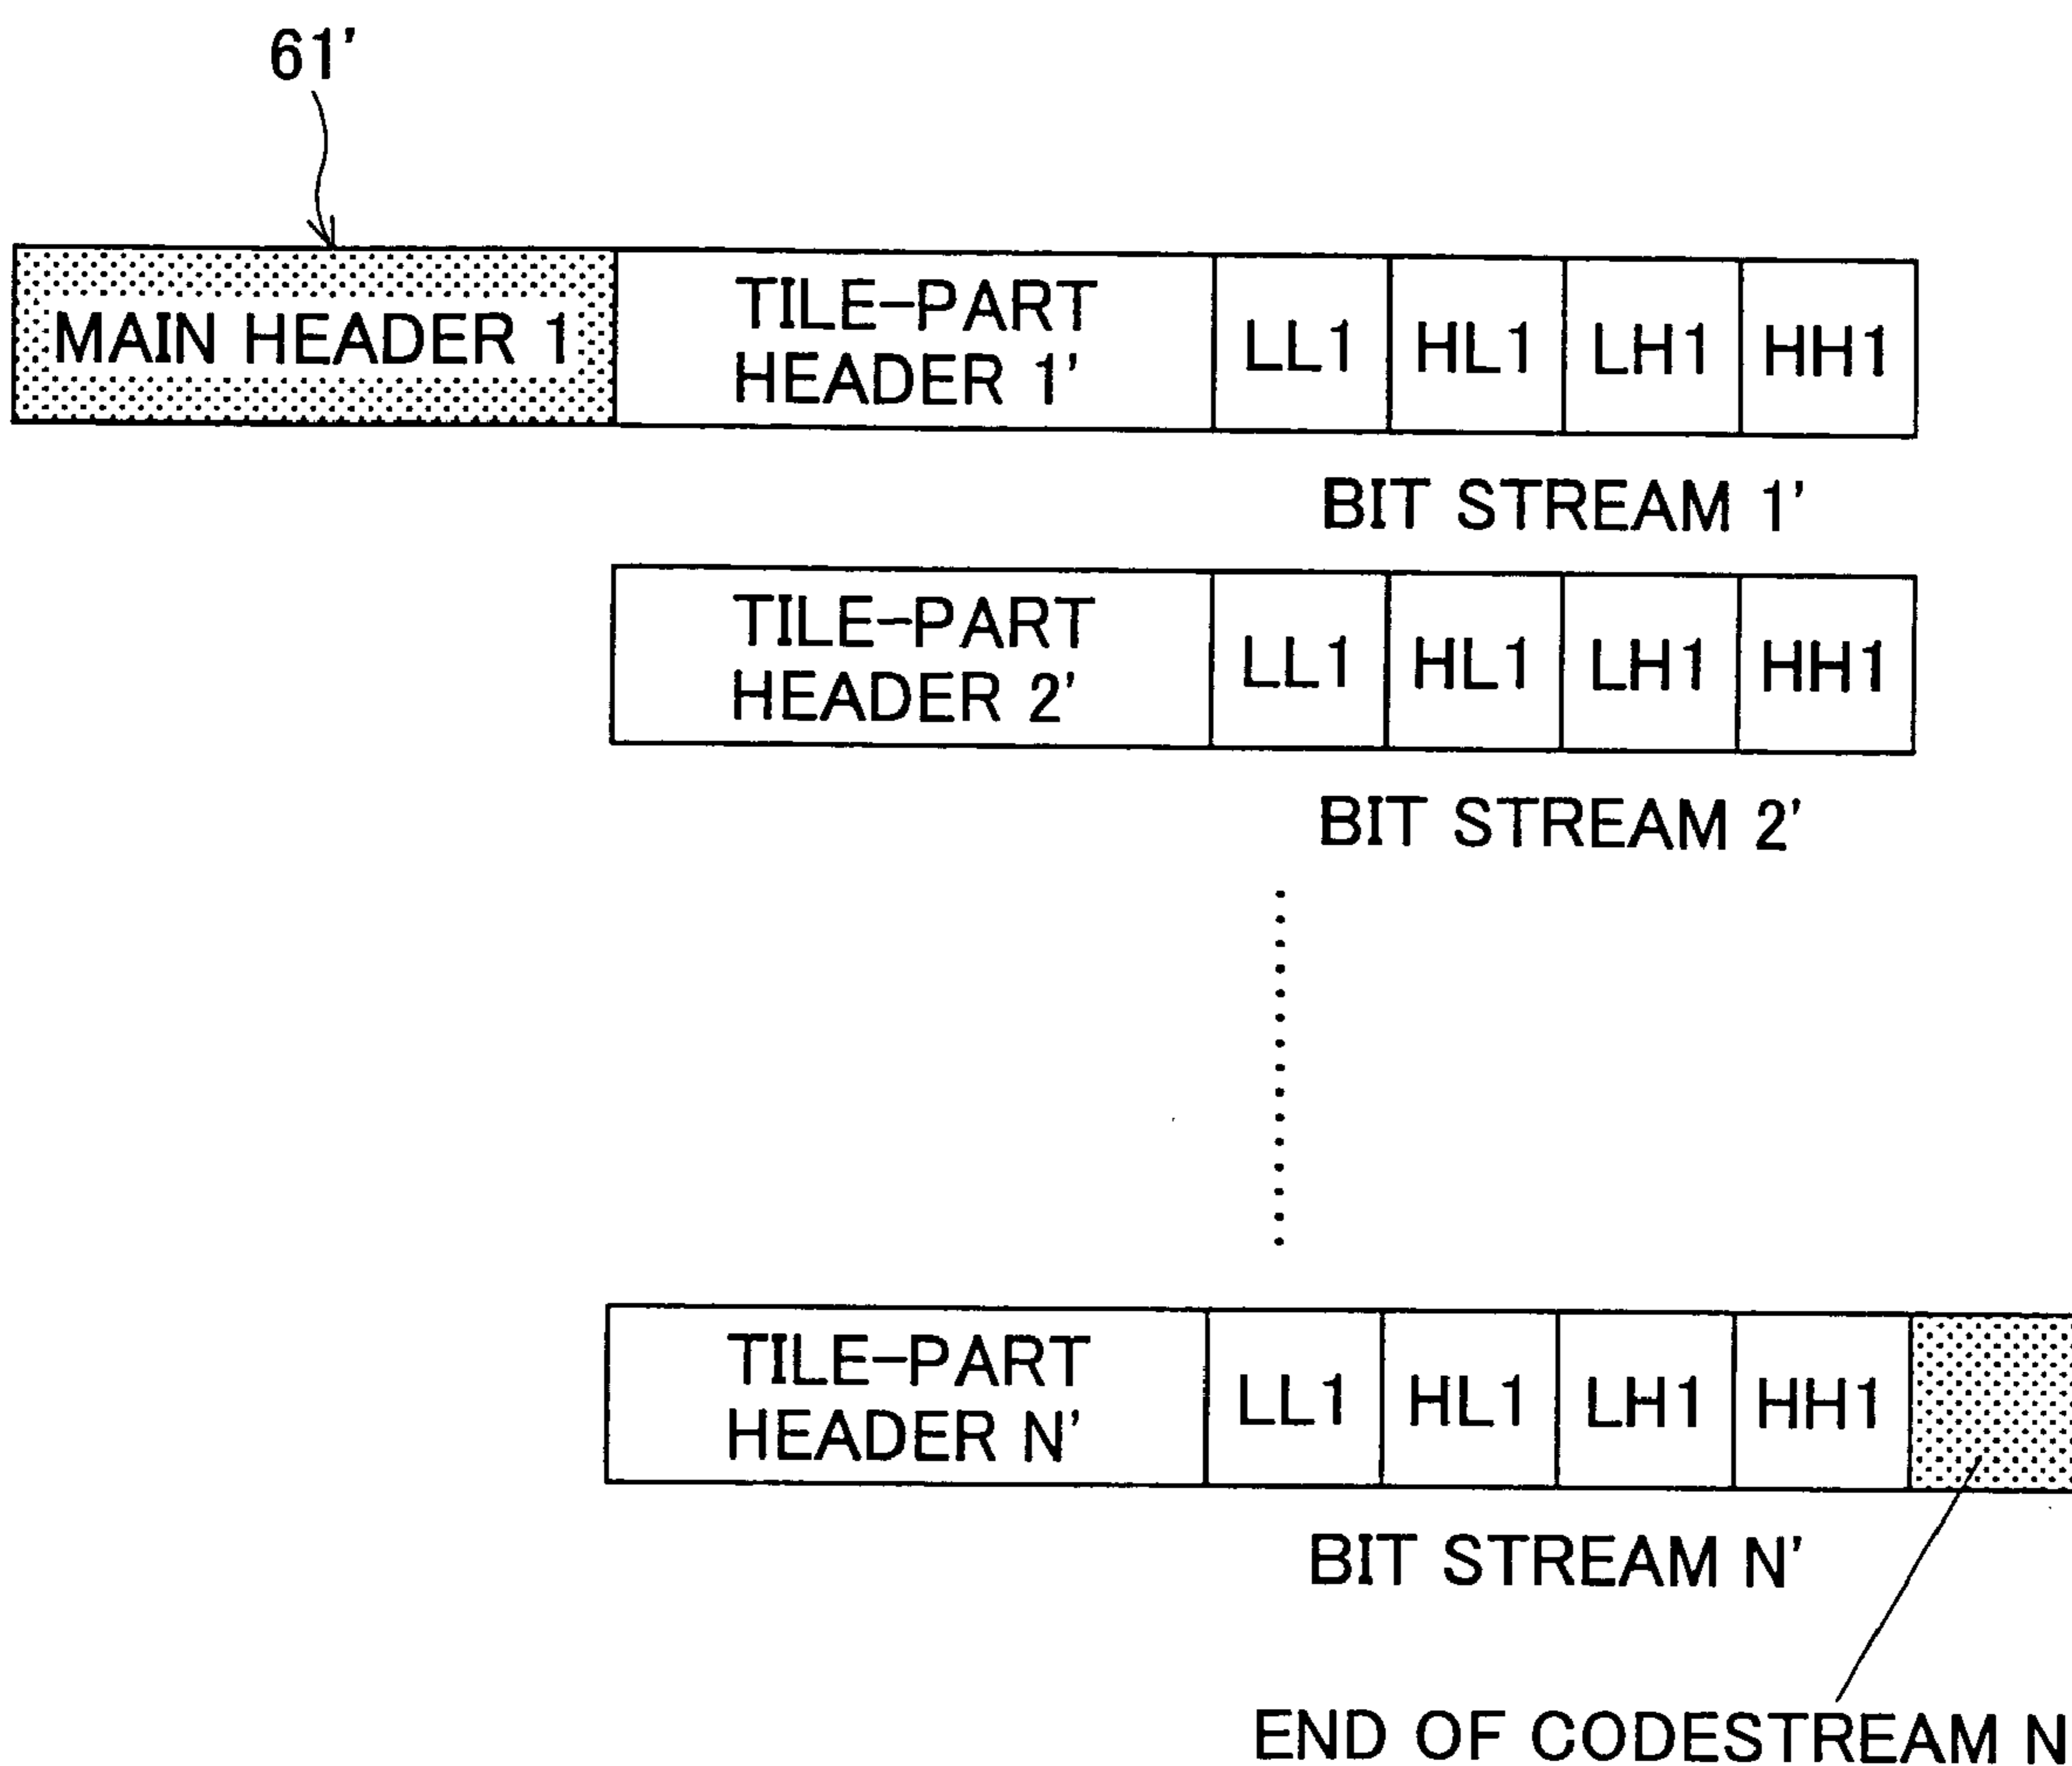 61'
MAIN HEADER 1
TILE-PART
HEADER 1'
LL1 HL1 LH1 HH1
BIT STREAM 1'
TILE-PART
HEADER 2'
LL1 HL1 LH1 HH1
BIT STREAM 2'
TILE-PART
HEADER N'
LL1 HL1 LH1 HH1
BIT STREAM N'
END OF CODESTREAM N